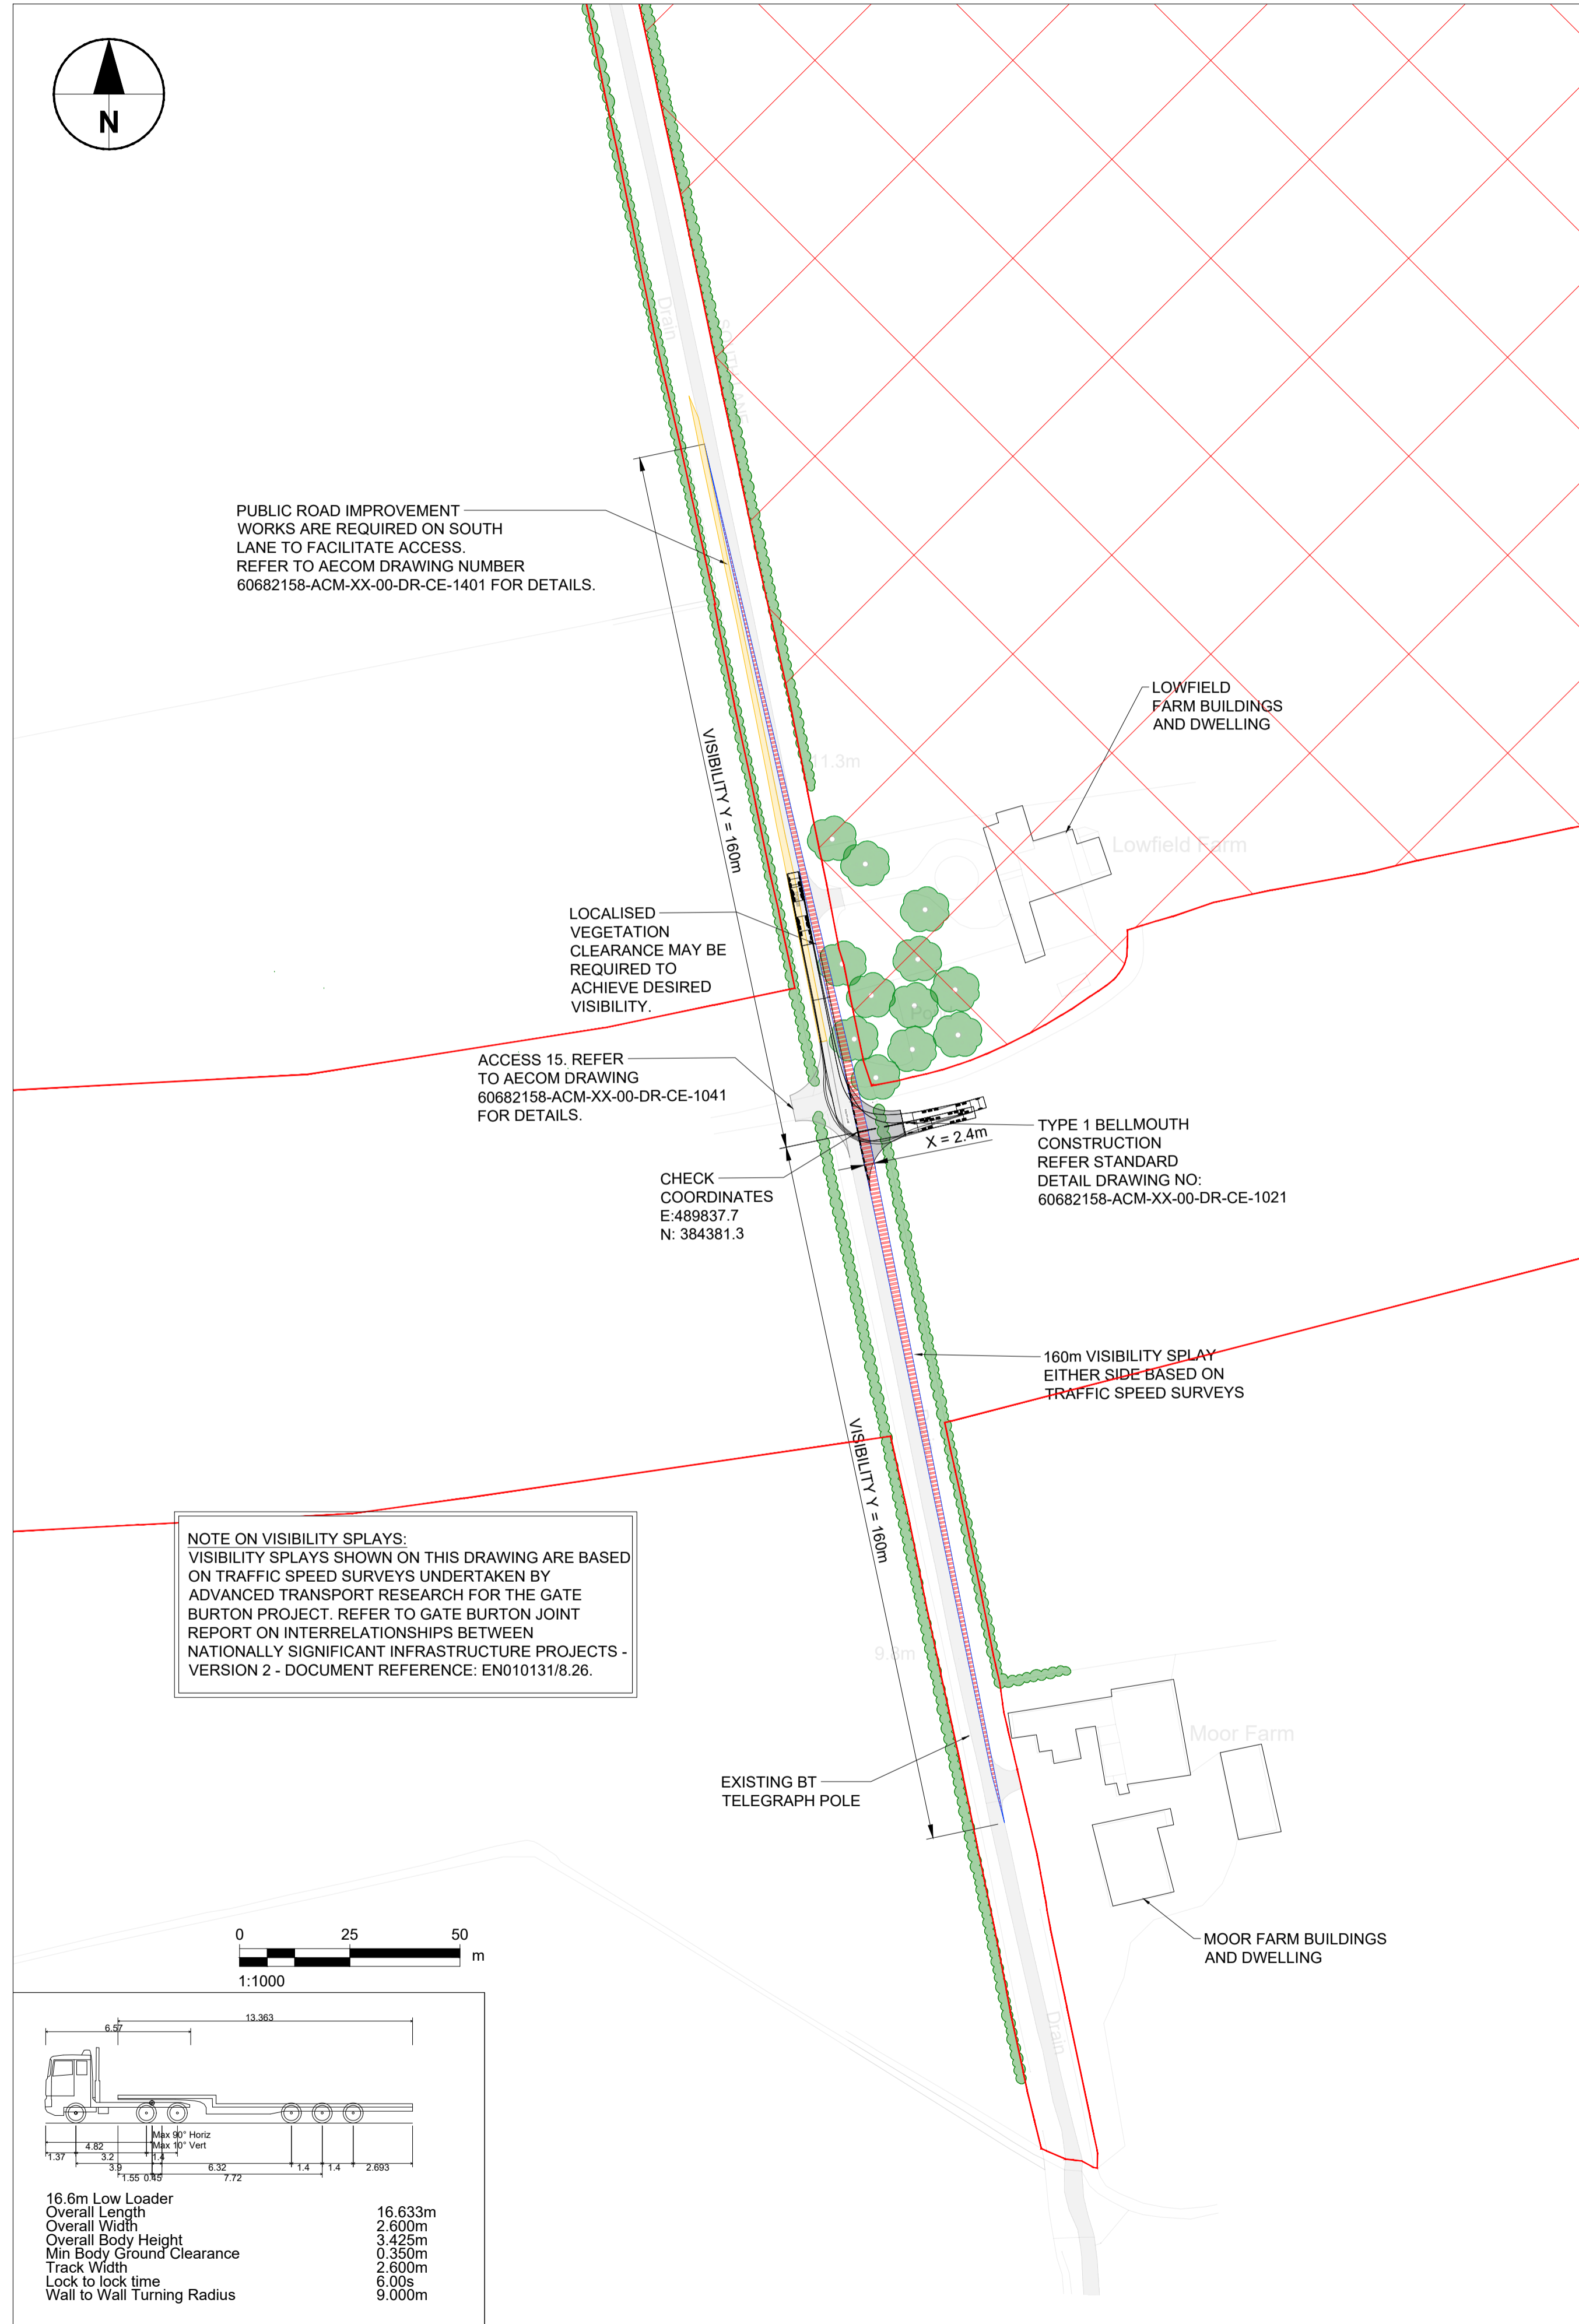 N
Drain
SOUTH LANE
PUBLIC ROAD IMPROVEMENT
WORKS ARE REQUIRED ON SOUTH
LANE TO FACILITATE ACCESS.
REFER TO AECOM DRAWING NUMBER
60682158-ACM-XX-00-DR-CE-1401 FOR DETAILS.
LOWFIELD
FARM BUILDINGS
AND DWELLING
VISIBILITY Y = 160m
11.3m
Lowfield Farm
LOCALISED
VEGETATION
CLEARANCE MAY BE
REQUIRED TO
ACHIEVE DESIRED
VISIBILITY.
ACCESS 15. REFER
TO AECOM DRAWING
60682158-ACM-XX-00-DR-CE-1041
FOR DETAILS.
X = 2.4m
TYPE 1 BELLMOUTH
CONSTRUCTION
REFER STANDARD
DETAIL DRAWING NO:
60682158-ACM-XX-00-DR-CE-1021
CHECK
COORDINATES
E:489837.7
N: 384381.3
160m VISIBILITY SPLAY
EITHER SIDE BASED ON
TRAFFIC SPEED SURVEYS
VISIBILITY Y = 160m
NOTE ON VISIBILITY SPLAYS:
VISIBILITY SPLAYS SHOWN ON THIS DRAWING ARE BASED
ON TRAFFIC SPEED SURVEYS UNDERTAKEN BY
ADVANCED TRANSPORT RESEARCH FOR THE GATE
BURTON PROJECT. REFER TO GATE BURTON JOINT
REPORT ON INTERRELATIONSHIPS BETWEEN
NATIONALLY SIGNIFICANT INFRASTRUCTURE PROJECTS -
VERSION 2 - DOCUMENT REFERENCE: EN010131/8.26.
9.8m
Moor Farm
EXISTING BT
TELEGRAPH POLE
MOOR FARM BUILDINGS
AND DWELLING
0 25 50
m
1:1000
Drain
13.363
6.57
Max 90° Horiz
Max 10° Vert
4.82
1.37 3.2 1.4
3.9 6.32 1.4 1.4 2.693
1.55 0.45 7.72
16.6m Low Loader
Overall Length 16.633m
Overall Width 2.600m
Overall Body Height 3.425m
Min Body Ground Clearance 0.350m
Track Width 2.600m
Lock to lock time 6.00s
Wall to Wall Turning Radius 9.000m